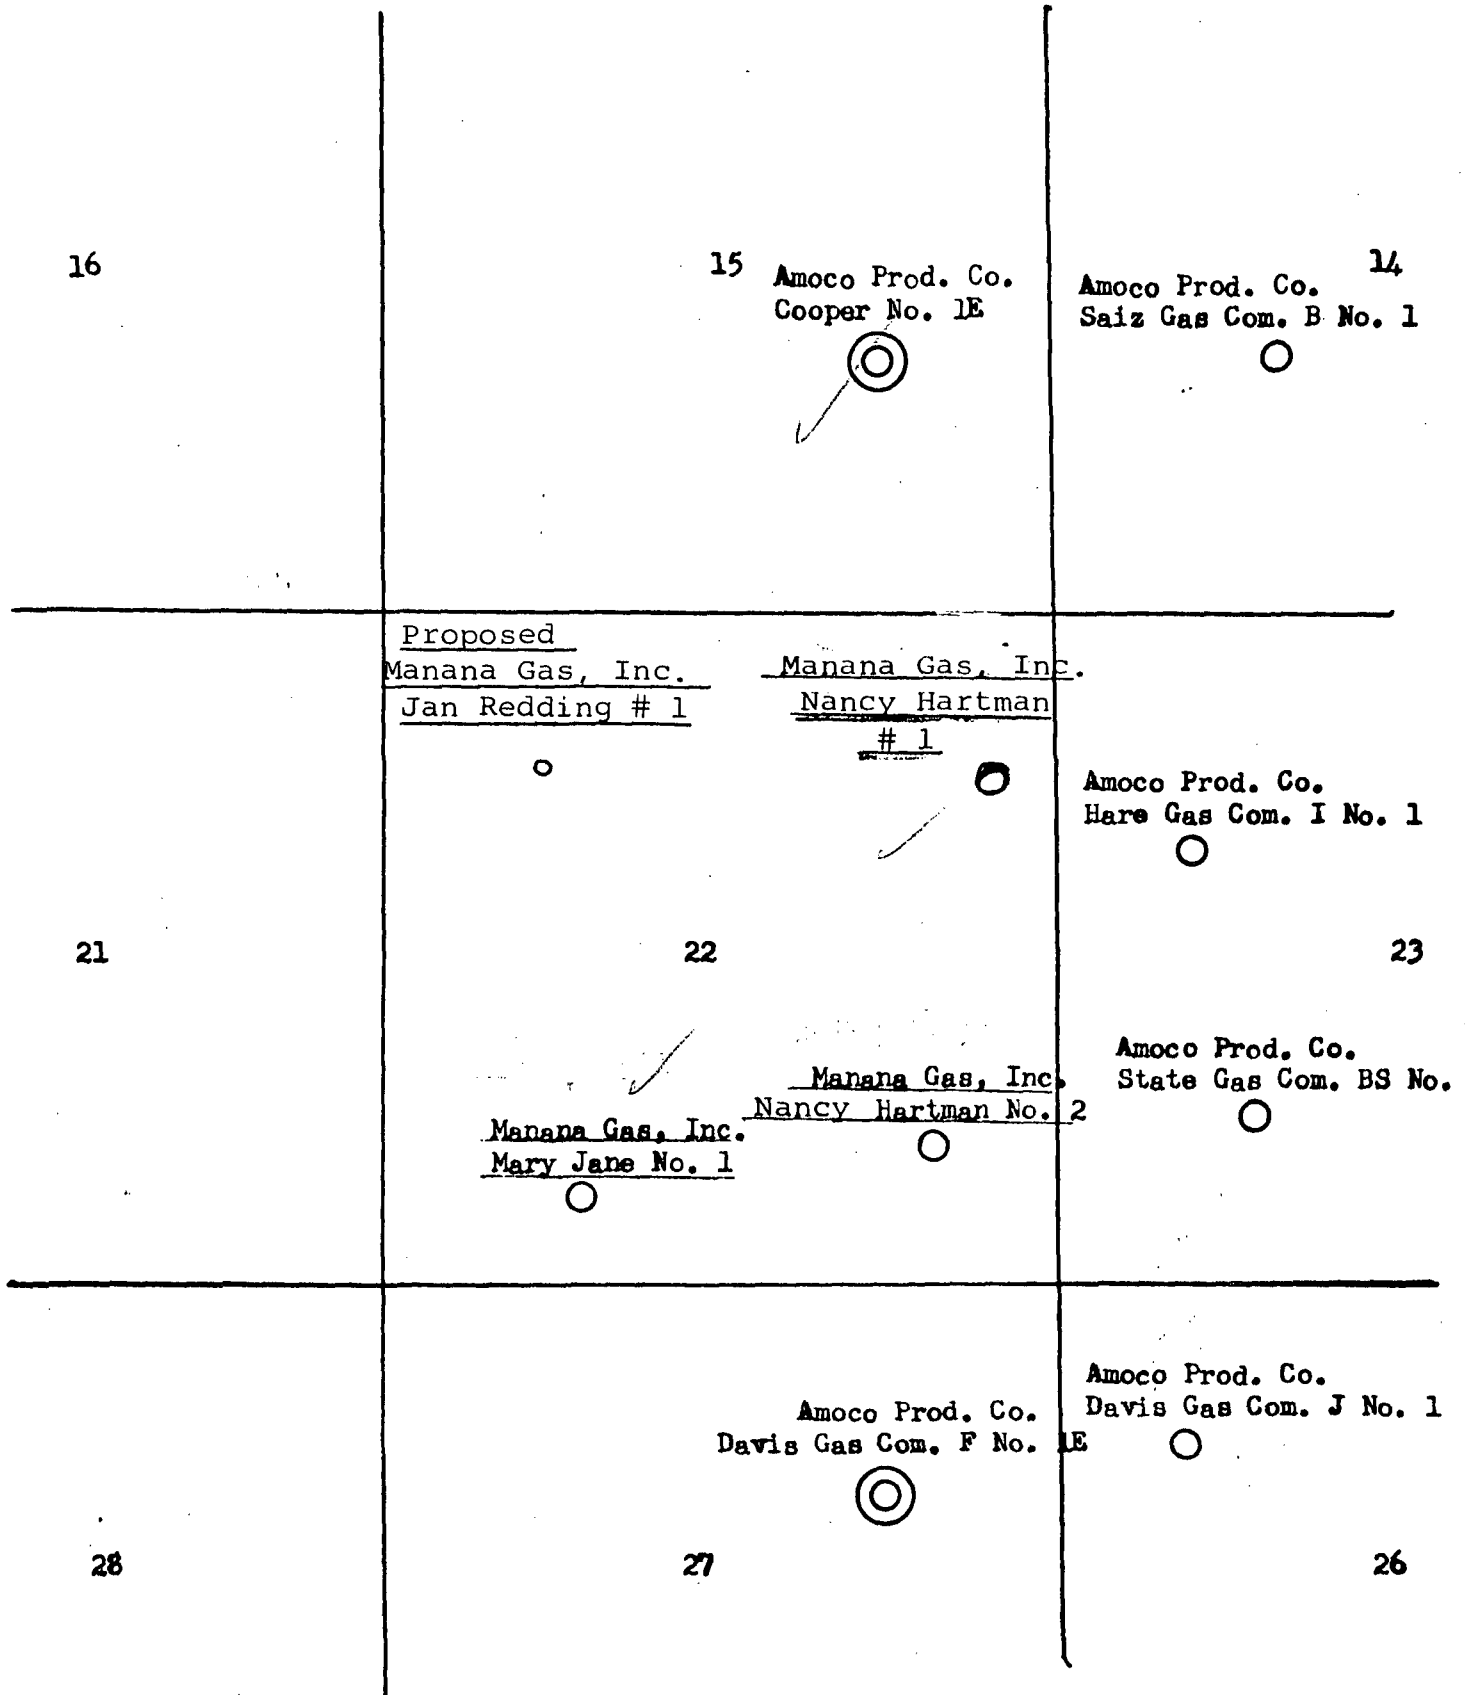 16
15
14
Amoco Prod. Co.
Cooper No. 1E
Amoco Prod. Co.
Saiz Gas Com. B No. 1
Proposed
Manana Gas, Inc.
Jan Redding # 1
Manana Gas, Inc.
Nancy Hartman
# 1
Amoco Prod. Co.
Hare Gas Com. I No. 1
21
22
23
Amoco Prod. Co.
State Gas Com. BS No.
Manana Gas, Inc.
Nancy Hartman No. 2
Manana Gas, Inc.
Mary Jane No. 1
Amoco Prod. Co.
Davis Gas Com. J No. 1
Amoco Prod. Co.
Davis Gas Com. F No. 1E
28
27
26